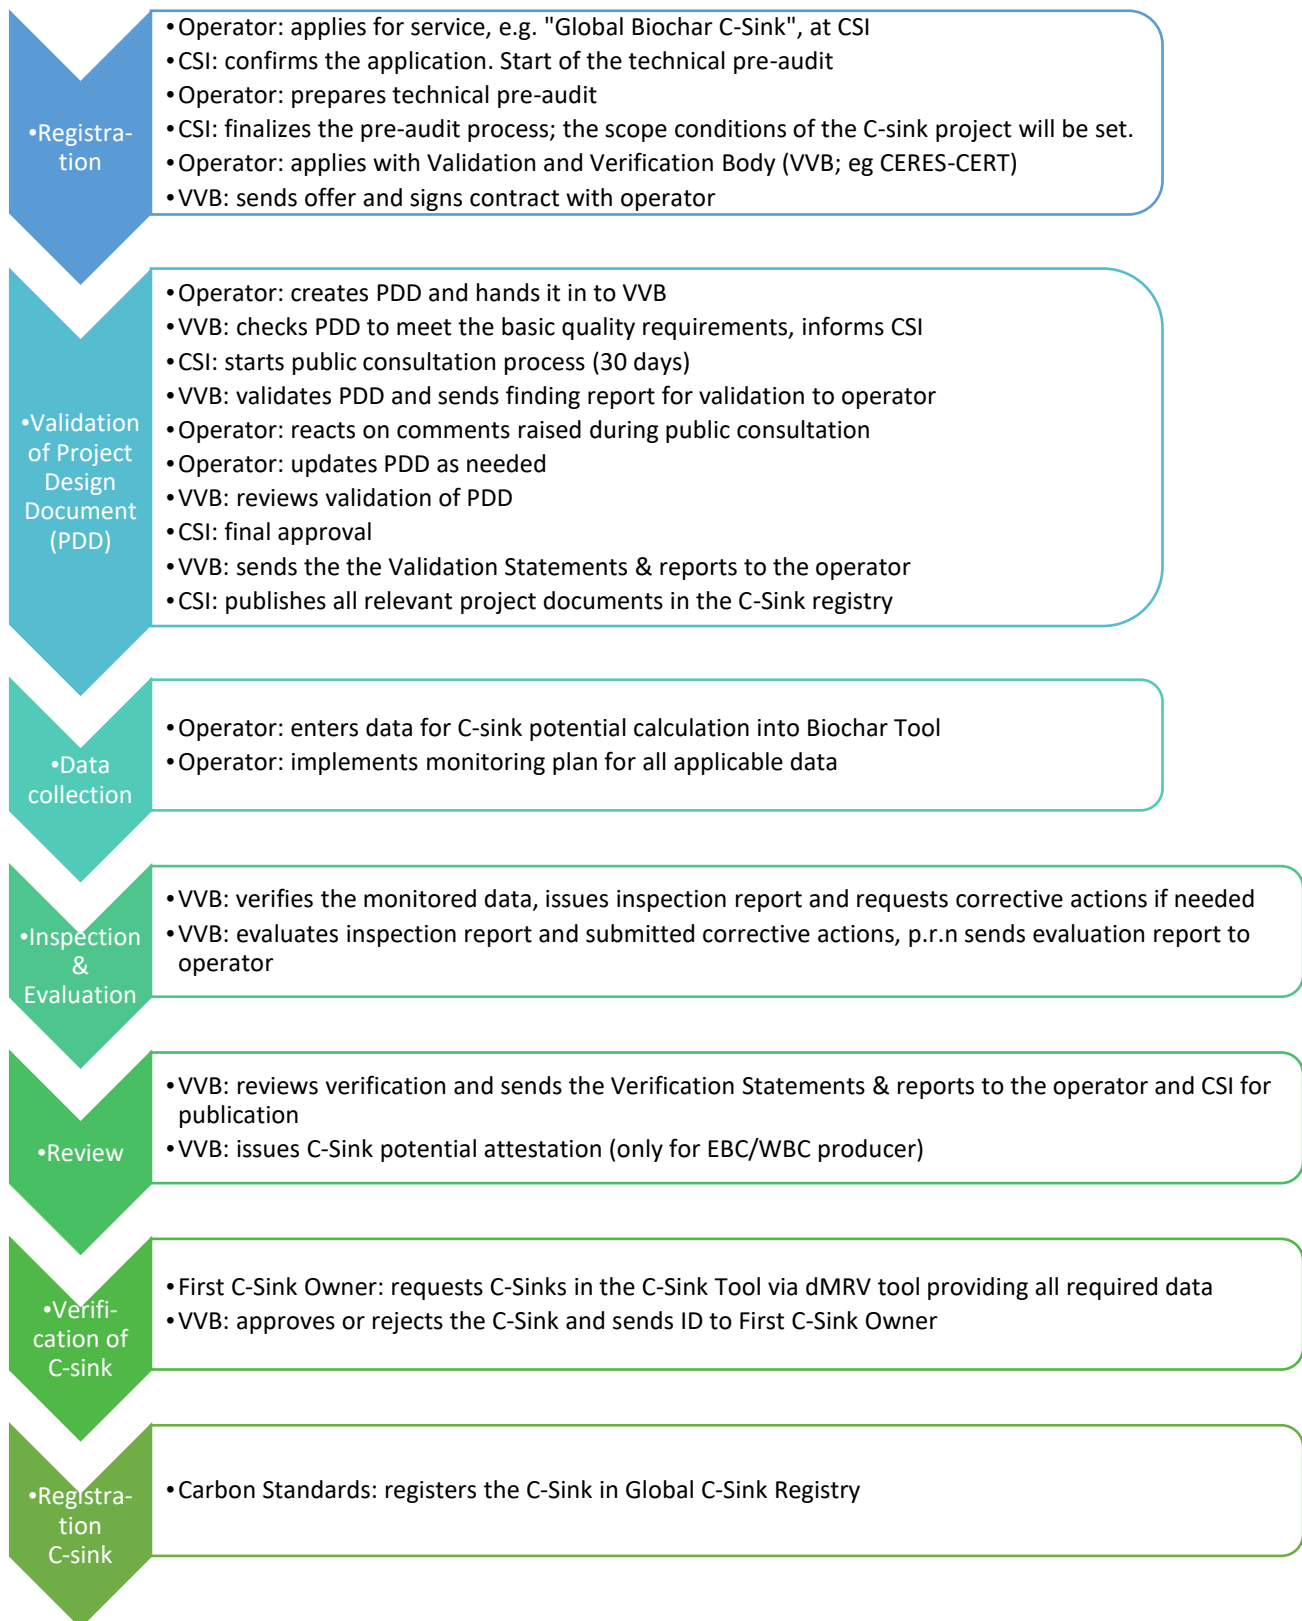 •Registra-
tion
•Operator: applies for service, e.g. "Global Biochar C-Sink", at CSI
•CSI: confirms the application. Start of the technical pre-audit
•Operator: prepares technical pre-audit
•CSI: finalizes the pre-audit process; the scope conditions of the C-sink project will be set.
•Operator: applies with Validation and Verification Body (VVB; eg CERES-CERT)
•VVB: sends offer and signs contract with operator
•Validation
of Project
Design
Document
(PDD)
•Operator: creates PDD and hands it in to VVB
•VVB: checks PDD to meet the basic quality requirements, informs CSI
•CSI: starts public consultation process (30 days)
•VVB: validates PDD and sends finding report for validation to operator
•Operator: reacts on comments raised during public consultation
•Operator: updates PDD as needed
•VVB: reviews validation of PDD
•CSI: final approval
•VVB: sends the the Validation Statements & reports to the operator
•CSI: publishes all relevant project documents in the C-Sink registry
•Data
collection
•Operator: enters data for C-sink potential calculation into Biochar Tool
•Operator: implements monitoring plan for all applicable data
•Inspection
&
Evaluation
•VVB: verifies the monitored data, issues inspection report and requests corrective actions if needed
•VVB: evaluates inspection report and submitted corrective actions, p.r.n sends evaluation report to
operator
•Review
•VVB: reviews verification and sends the Verification Statements & reports to the operator and CSI for
publication
•VVB: issues C-Sink potential attestation (only for EBC/WBC producer)
•Verifi-
cation of
C-sink
•First C-Sink Owner: requests C-Sinks in the C-Sink Tool via dMRV tool providing all required data
•VVB: approves or rejects the C-Sink and sends ID to First C-Sink Owner
•Registra-
tion
C-sink
•Carbon Standards: registers the C-Sink in Global C-Sink Registry